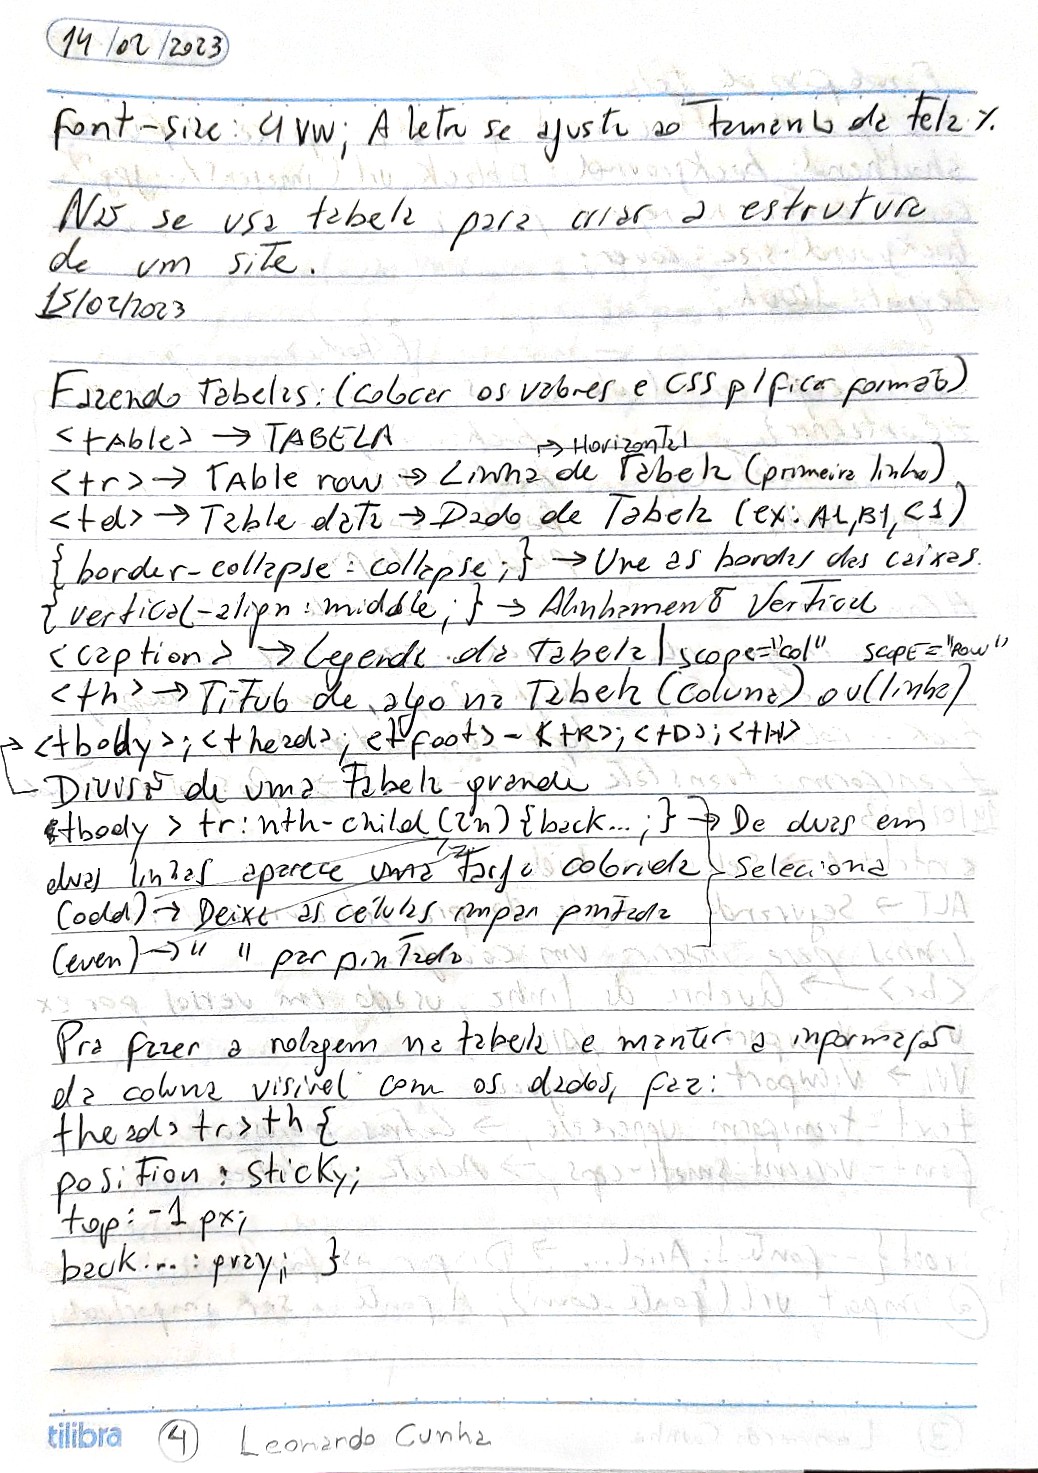 14/02/2023
font-size: 4vw; A letra se ajusta ao tamanho da tela %.
Não se usa tabela para criar a estrutura
de um site.
15/02/2023
Fazendo Tabelas: (colocar os valores e CSS p/ ficar formato)
<tAble> → TABELA
→ Horizontal
<tr> → TAble row → Linha de Tabela (primeira linha)
<td> → Table data → Dado de Tabela (ex: A1, B1, C1)
{border-collapse: collapse;} → Une as bordas das caixas.
{vertical-align: middle;} → Alinhamento Vertical
<caption> → Legenda da Tabela | scope="col" scopE="Row"
<th> → Título de algo na Tabela (coluna) ou (linha)
<tbody>; <thead>; <tfoot> - <tR>; <tD>; <tH>
Divisão de uma Tabela grande
tbody > tr:nth-child(2n) {back...;} → De duas em
duas linhas aparece uma farja colorida Seleciona
(odd) → Deixa as células impar pintada
(even) → " " par pintada
Pra fazer a rolagem na tabela e manter a informação
da coluna visível com os dados, faz:
thead > tr > th {
position: sticky;
top: -1px;
back...: gray; }
tilibra 4 Leonardo Cunha